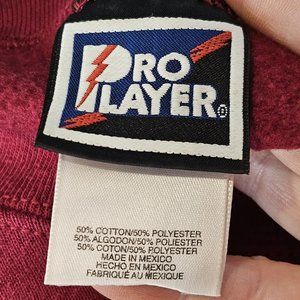 PRO
PLAYER®
50% COTTON/50% POLYESTER
50% ALGODON/50% POLIESTER
50% COTON/50% POLYESTER
MADE IN MEXICO
HECHO EN MEXICO
FABRIQUÉ AU MEXIQUE